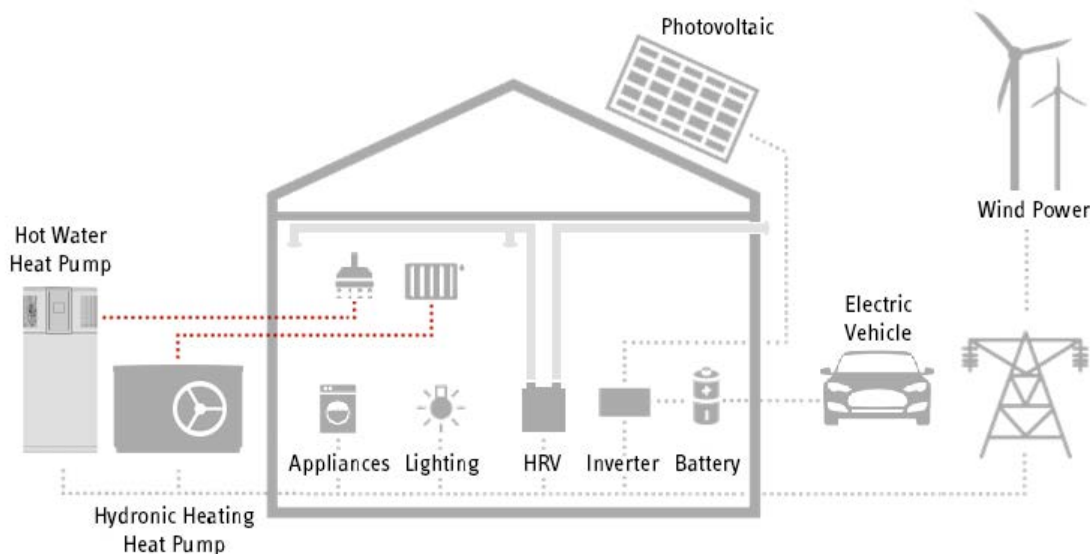 Photovoltaic
Wind Power
Hot Water
Heat Pump
Electric
Vehicle
Appliances
Lighting
HRV
Inverter
Battery
Hydronic Heating
Heat Pump